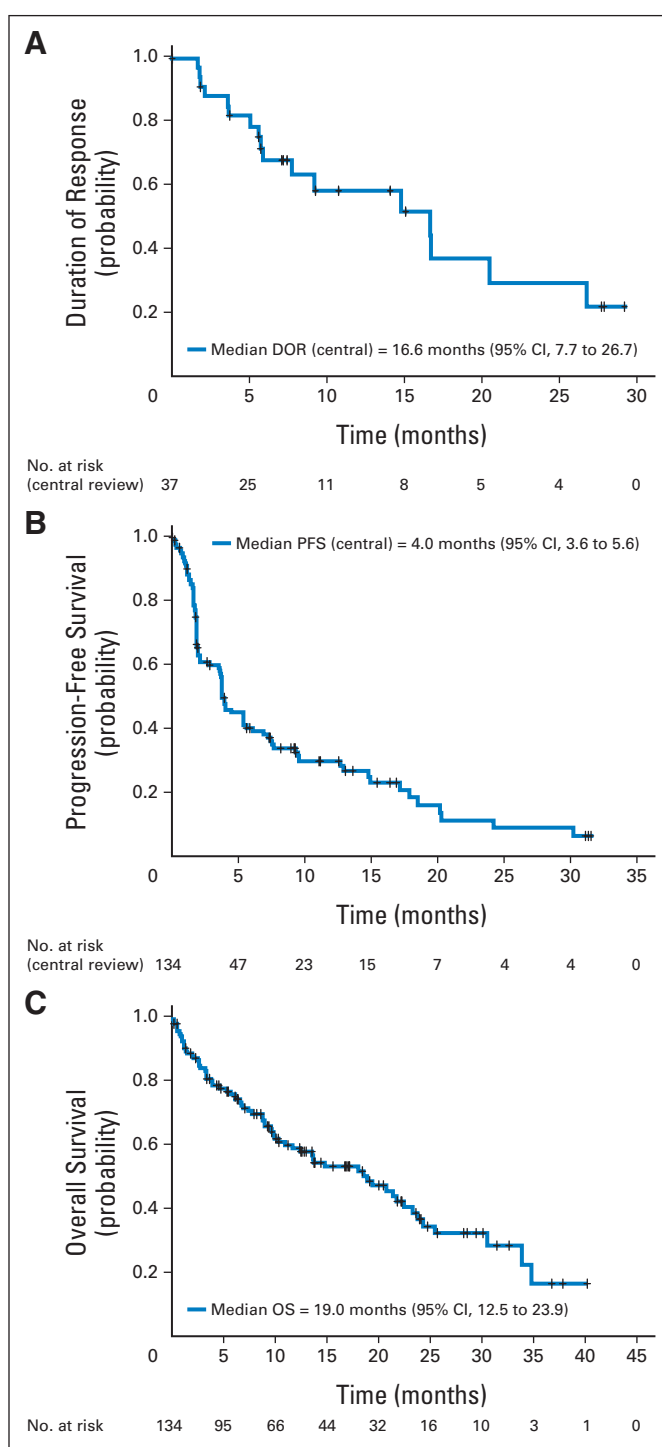 A
1.0
0.8
0.6
0.4
0.2
Duration of Response
(probability)
Median DOR (central) = 16.6 months (95% CI, 7.7 to 26.7)
0 5 10 15 20 25 30
Time (months)
No. at risk
(central review) 37 25 11 8 5 4 0
B
1.0
0.8
0.6
0.4
0.2
Progression-Free Survival
(probability)
Median PFS (central) = 4.0 months (95% CI, 3.6 to 5.6)
0 5 10 15 20 25 30 35
Time (months)
No. at risk
(central review) 134 47 23 15 7 4 4 0
C
1.0
0.8
0.6
0.4
0.2
Overall Survival
(probability)
Median OS = 19.0 months (95% CI, 12.5 to 23.9)
0 5 10 15 20 25 30 35 40 45
Time (months)
No. at risk 134 95 66 44 32 16 10 3 1 0